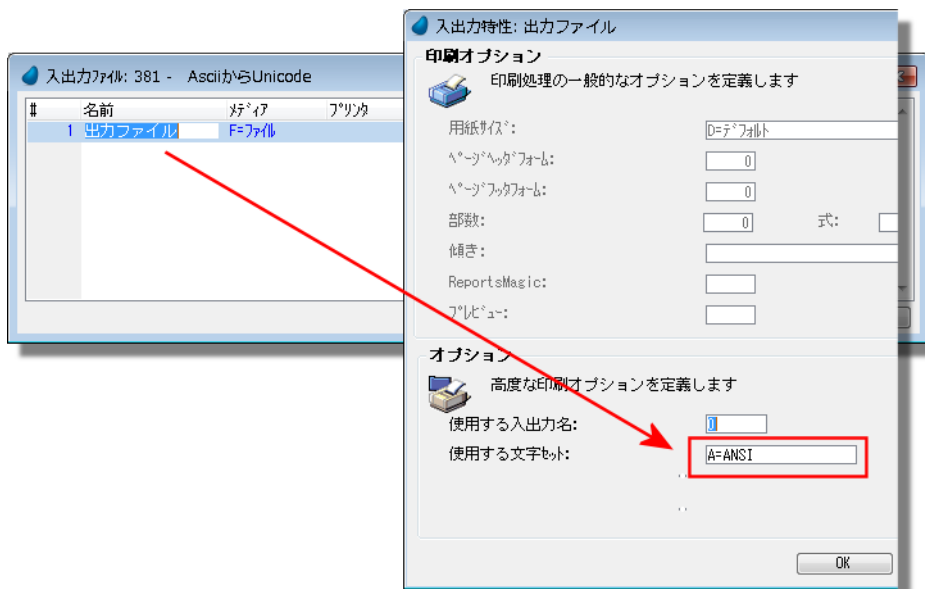 入出力ﾌｧｲﾙ: 381 - AsciiからUnicode
# 名前 ﾒﾃﾞｨｱ ﾌﾟﾘﾝﾀ
1 出力ファイル F=ﾌｧｲﾙ
入出力特性: 出力ファイル
印刷オプション
印刷処理の一般的なオプションを定義します
用紙ｻｲｽﾞ: D=ﾃﾞﾌｫﾙﾄ
ﾍﾟｰｼﾞﾍｯﾀﾞﾌｫｰﾑ: 0
ﾍﾟｰｼﾞﾌｯﾀﾌｫｰﾑ: 0
部数: 0 式:
傾き:
ReportsMagic:
ﾌﾟﾚﾋﾞｭｰ:
オプション
高度な印刷オプションを定義します
使用する入出力名: 0
使用する文字ｾｯﾄ: A=ANSI
OK